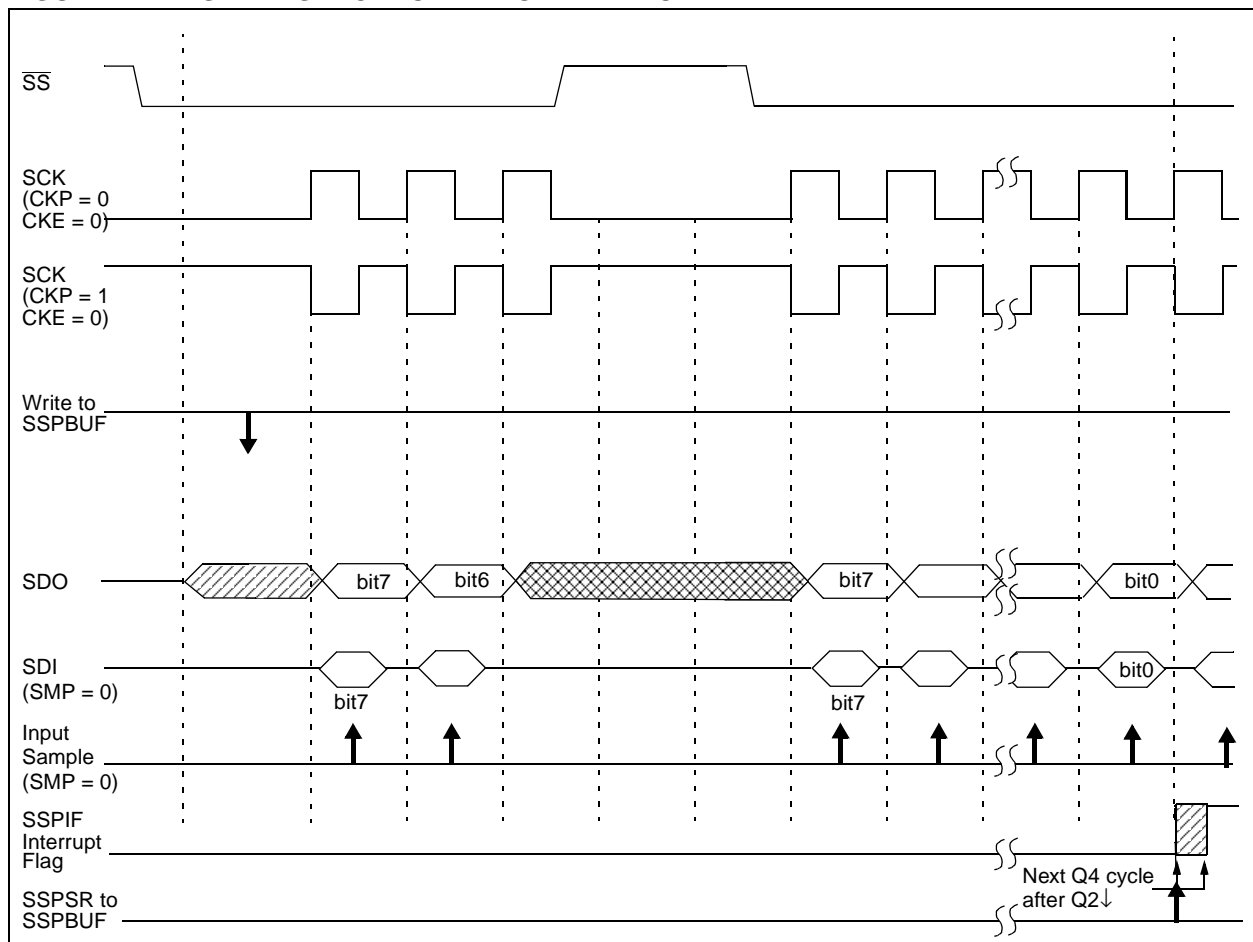 SS
SCK
(CKP = 0
CKE = 0)
SCK
(CKP = 1
CKE = 0)
Write to
SSPBUF
SDO
bit7
bit6
bit7
bit0
SDI
(SMP = 0)
bit7
bit7
bit0
Input
Sample
(SMP = 0)
SSPIF
Interrupt
Flag
SSPSR to
SSPBUF
Next Q4 cycle
after Q2↓